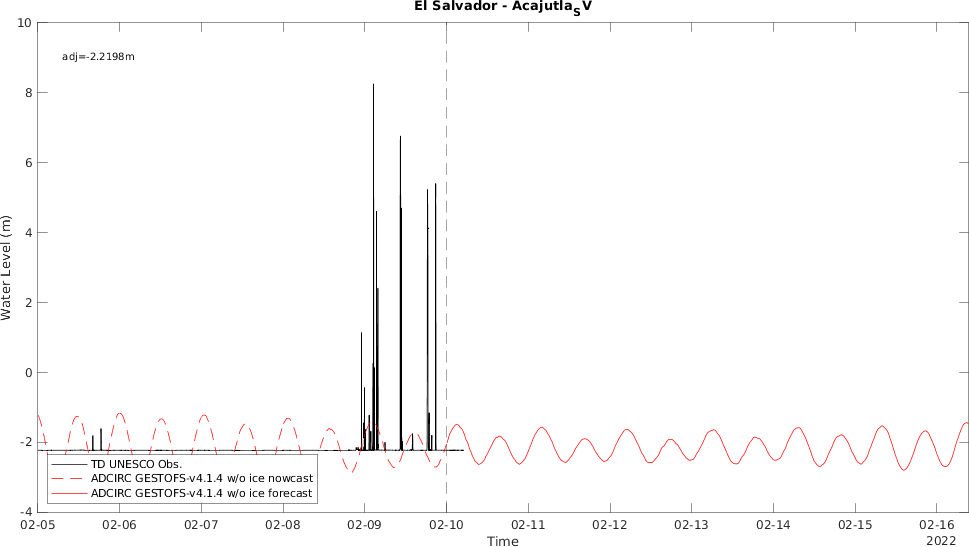 El Salvador - AcajutlaSV
adj=-2.2198m
10
8
6
4
2
0
-2
-4
Water Level (m)
TD UNESCO Obs.
ADCIRC GESTOFS-v4.1.4 w/o ice nowcast
ADCIRC GESTOFS-v4.1.4 w/o ice forecast
02-05 02-06 02-07 02-08 02-09 02-10 02-11 02-12 02-13 02-14 02-15 02-16
Time
2022